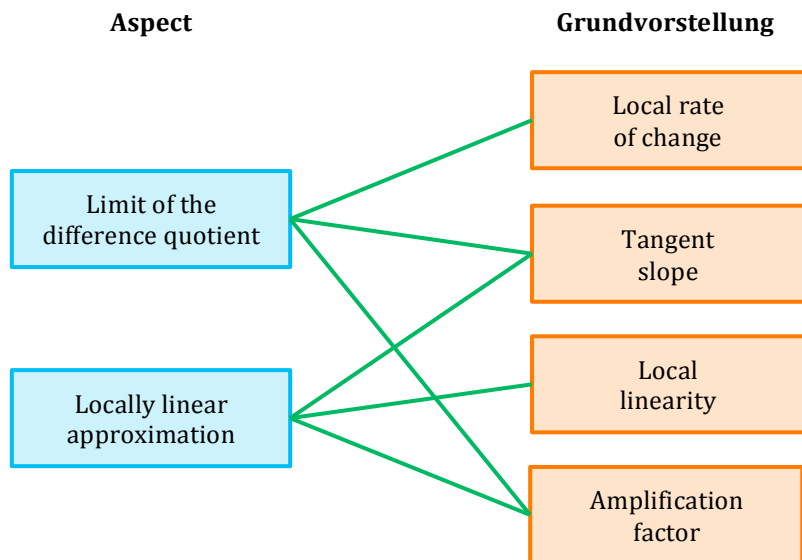 Aspect
Grundvorstellung
Local rate
of change
Limit of the
difference quotient
Tangent
slope
Local
linearity
Locally linear
approximation
Amplification
factor